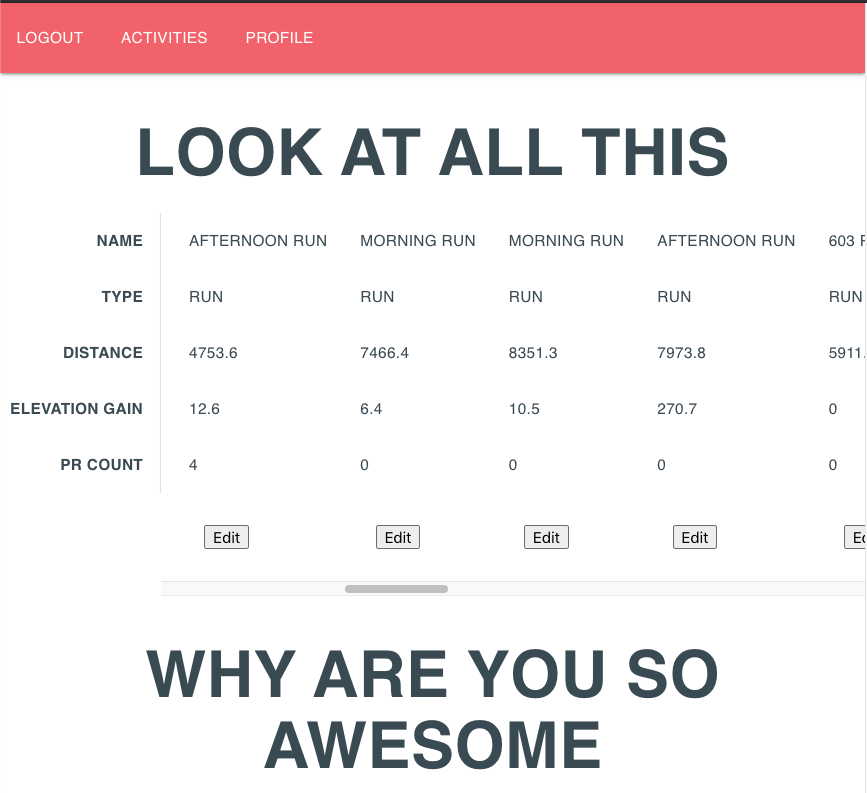 LOGOUT ACTIVITIES PROFILE
LOOK AT ALL THIS
NAME AFTERNOON RUN MORNING RUN MORNING RUN AFTERNOON RUN 603
TYPE RUN RUN RUN RUN RUN
DISTANCE 4753.6 7466.4 8351.3 7973.8 5911.
ELEVATION GAIN 12.6 6.4 10.5 270.7 0
PR COUNT 4 0 0 0 0
Edit Edit Edit Edit
WHY ARE YOU SO
AWESOME